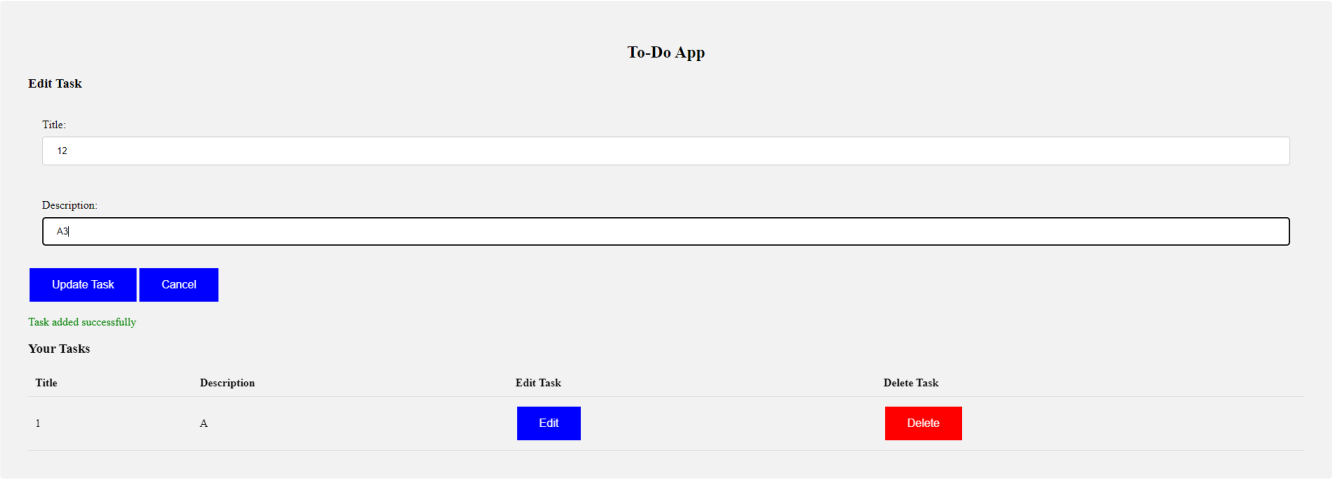 To-Do App
Edit Task
Title:
12
Description:
A3
Update Task Cancel
Task added successfully
Your Tasks
Title Description Edit Task Delete Task
1 A Edit Delete